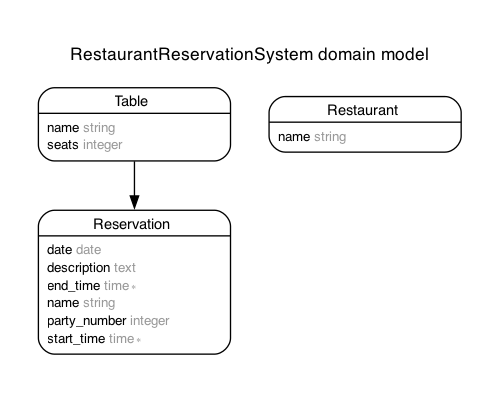 RestaurantReservationSystem domain model
Table
name string
seats integer
Restaurant
name string
Reservation
date date
description text
end_time time *
name string
party_number integer
start_time time *